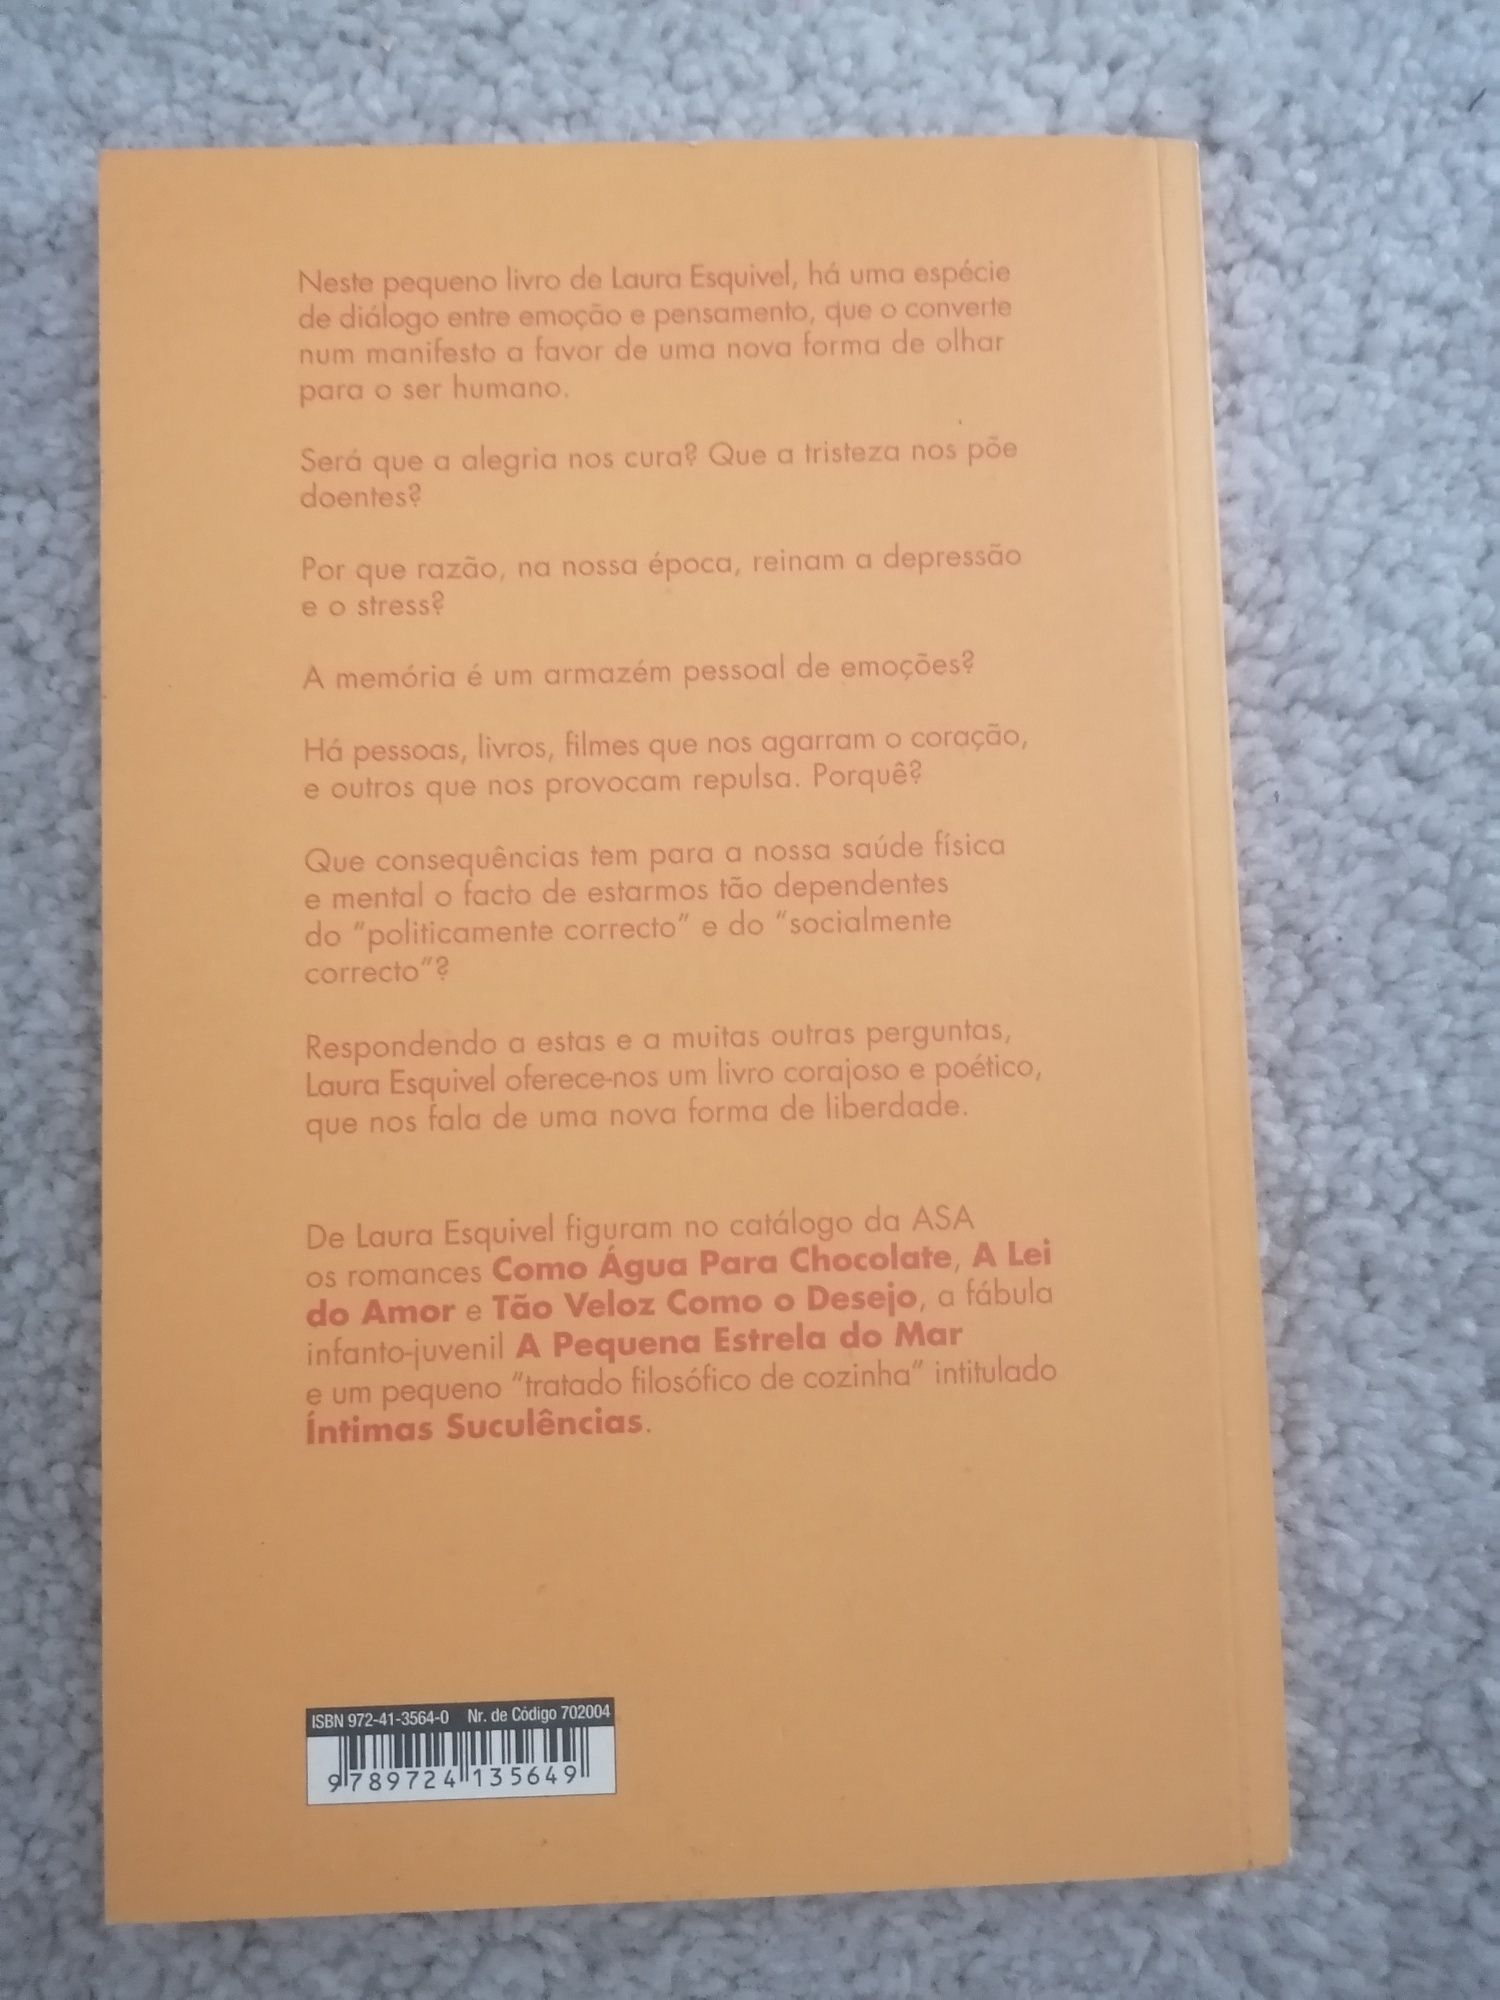 Neste pequeno livro de Laura Esquivel, há uma espécie
de diálogo entre emoção e pensamento, que o converte
num manifesto a favor de uma nova forma de olhar
para o ser humano.
Será que a alegria nos cura? Que a tristeza nos põe
doentes?
Por que razão, na nossa época, reinam a depressão
e o stress?
A memória é um armazém pessoal de emoções?
Há pessoas, livros, filmes que nos agarram o coração,
e outros que nos provocam repulsa. Porquê?
Que consequências tem para a nossa saúde física
e mental o facto de estarmos tão dependentes
do "politicamente correcto" e do "socialmente
correcto"?
Respondendo a estas e a muitas outras perguntas,
Laura Esquivel oferece-nos um livro corajoso e poético,
que nos fala de uma nova forma de liberdade.
De Laura Esquivel figuram no catálogo da ASA
os romances Como Água Para Chocolate, A Lei
do Amor e Tão Veloz Como o Desejo, a fábula
infanto-juvenil A Pequena Estrela do Mar
e um pequeno "tratado filosófico de cozinha" intitulado
Íntimas Suculências.
ISBN 972-41-3564-0 Nr. de Código 702004
9 789724 135649